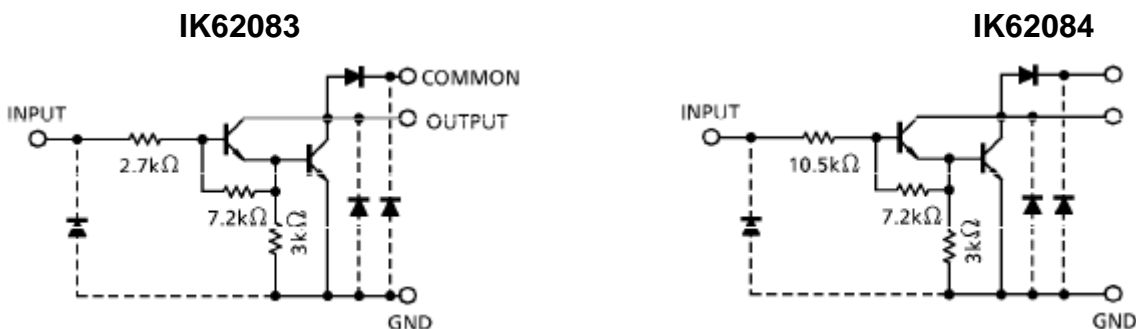 IK62083
COMMON
INPUT
OUTPUT
2.7kΩ
7.2kΩ
3kΩ
GND
IK62084
INPUT
10.5kΩ
7.2kΩ
3kΩ
GND